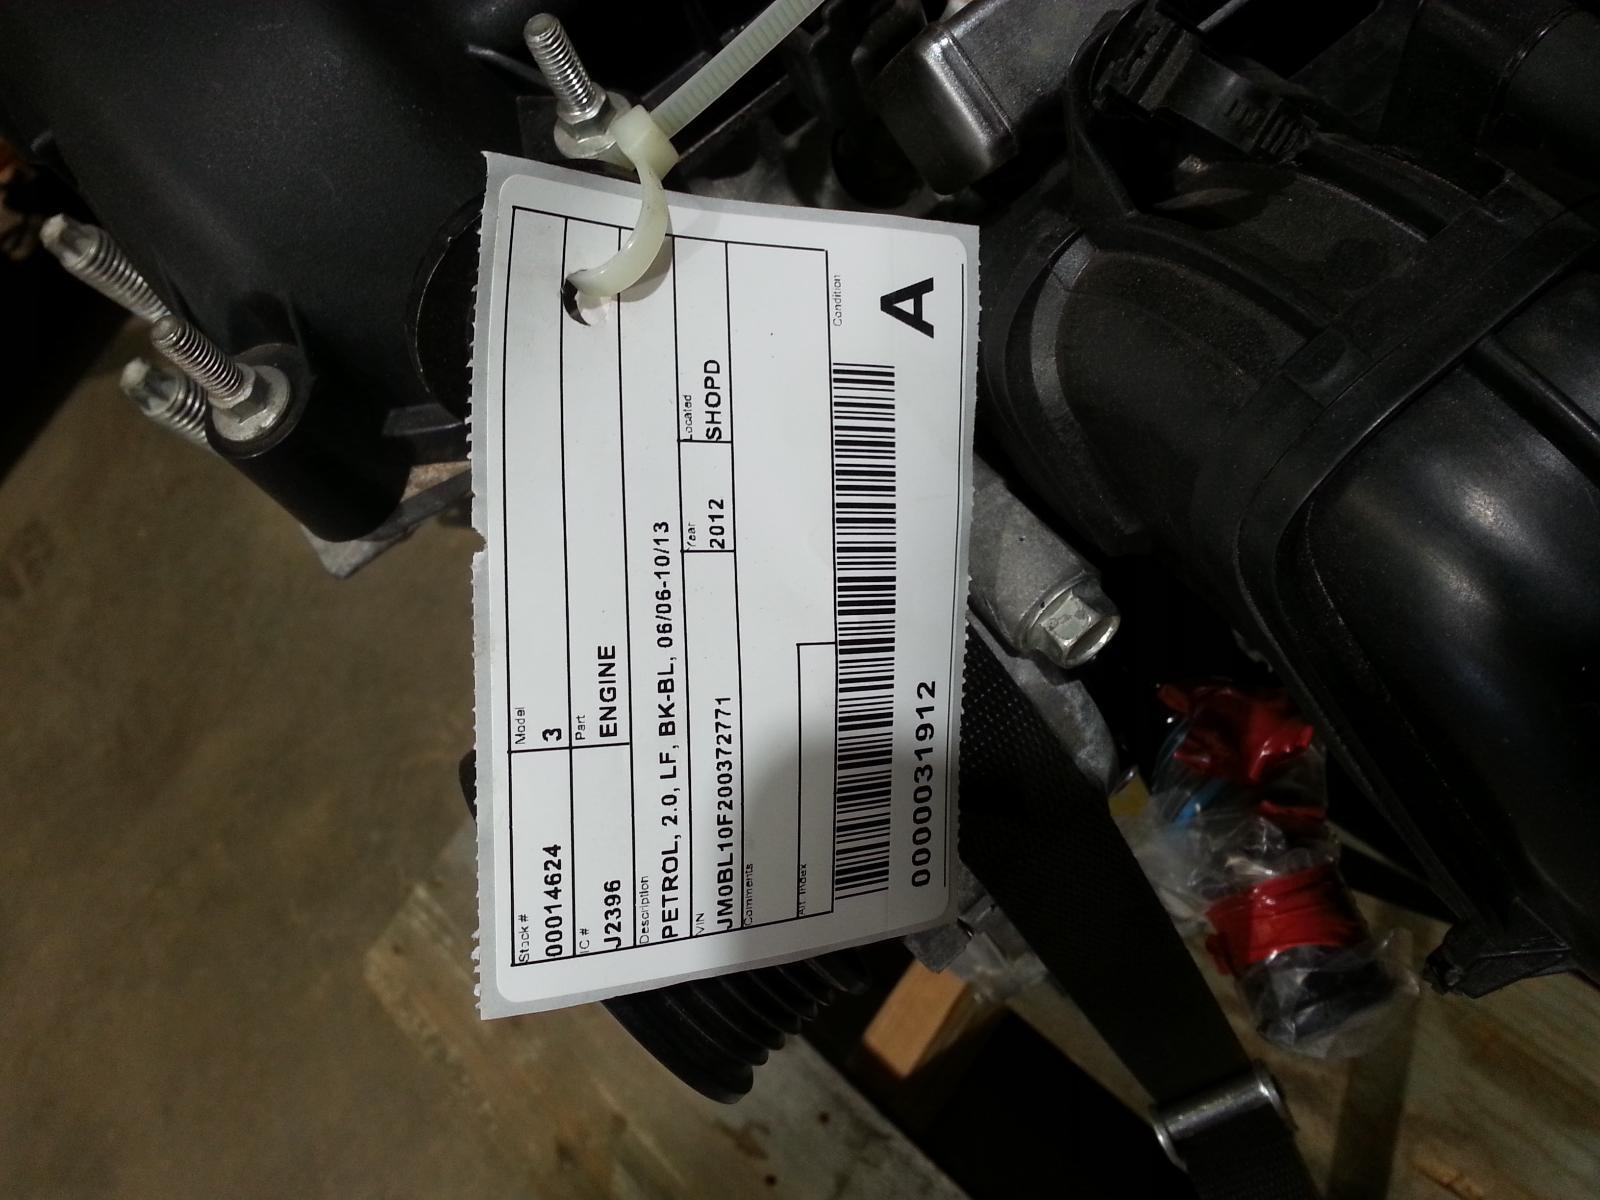 Stock # Model
00014624 3
IC # Part
J2396 ENGINE
Description
PETROL, 2.0, LF, BK-BL, 06/06-10/13
VIN Year Located
JM0BL10F200372771 2012 SHOPD
Comments
Alt. Index
Condition
0000031912 A